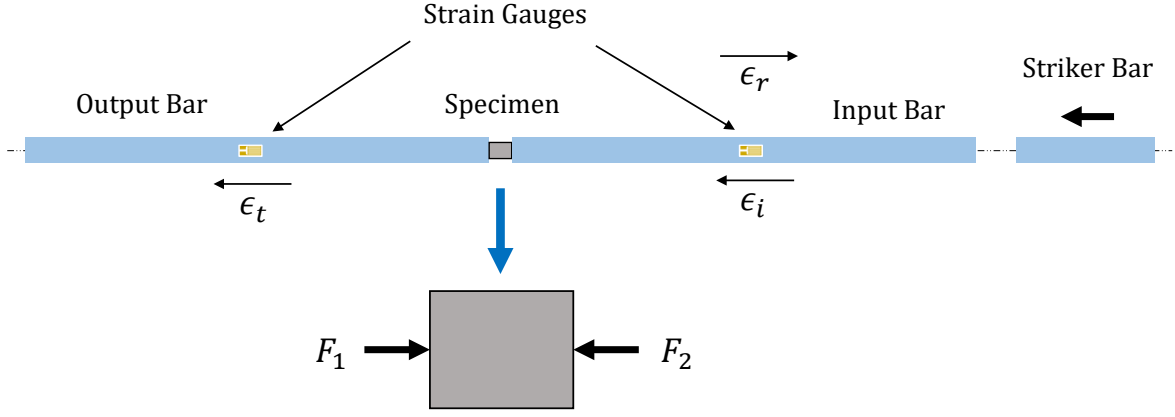 Strain Gauges
ϵᵣ
Striker Bar
Output Bar
Specimen
Input Bar
ϵₜ
ϵᵢ
F₁
F₂